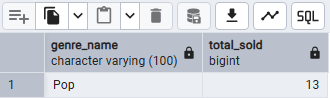 SQL
genre_name
character varying (100)
total_sold
bigint
1
Pop
13